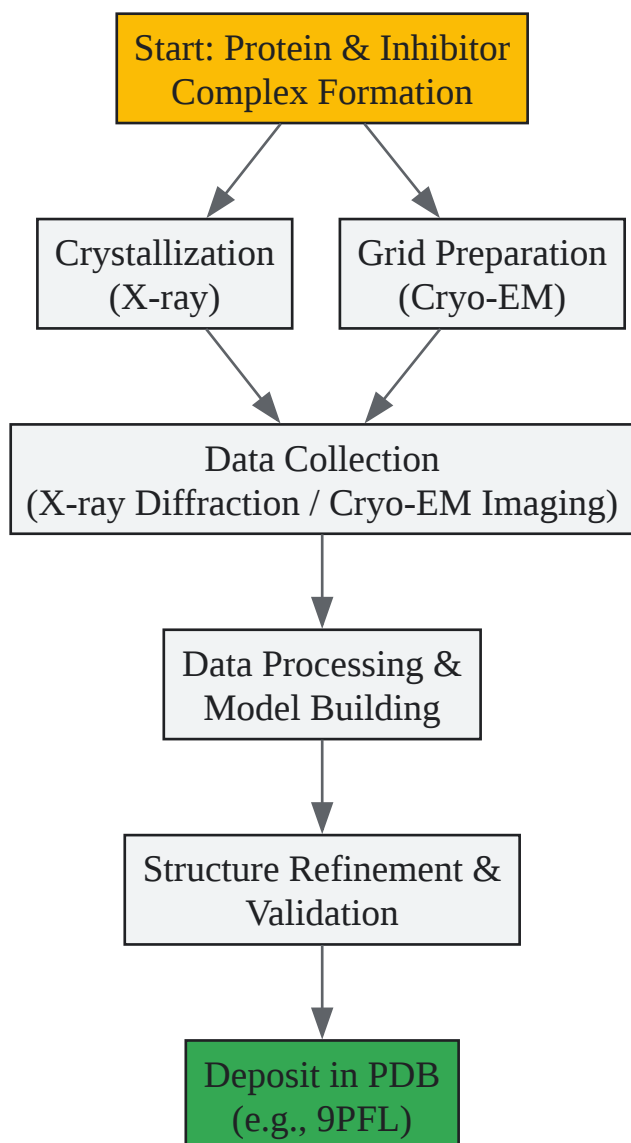 Start: Protein & Inhibitor
Complex Formation
Crystallization
(X-ray)
Grid Preparation
(Cryo-EM)
Data Collection
(X-ray Diffraction / Cryo-EM Imaging)
Data Processing &
Model Building
Structure Refinement &
Validation
Deposit in PDB
(e.g., 9PFL)